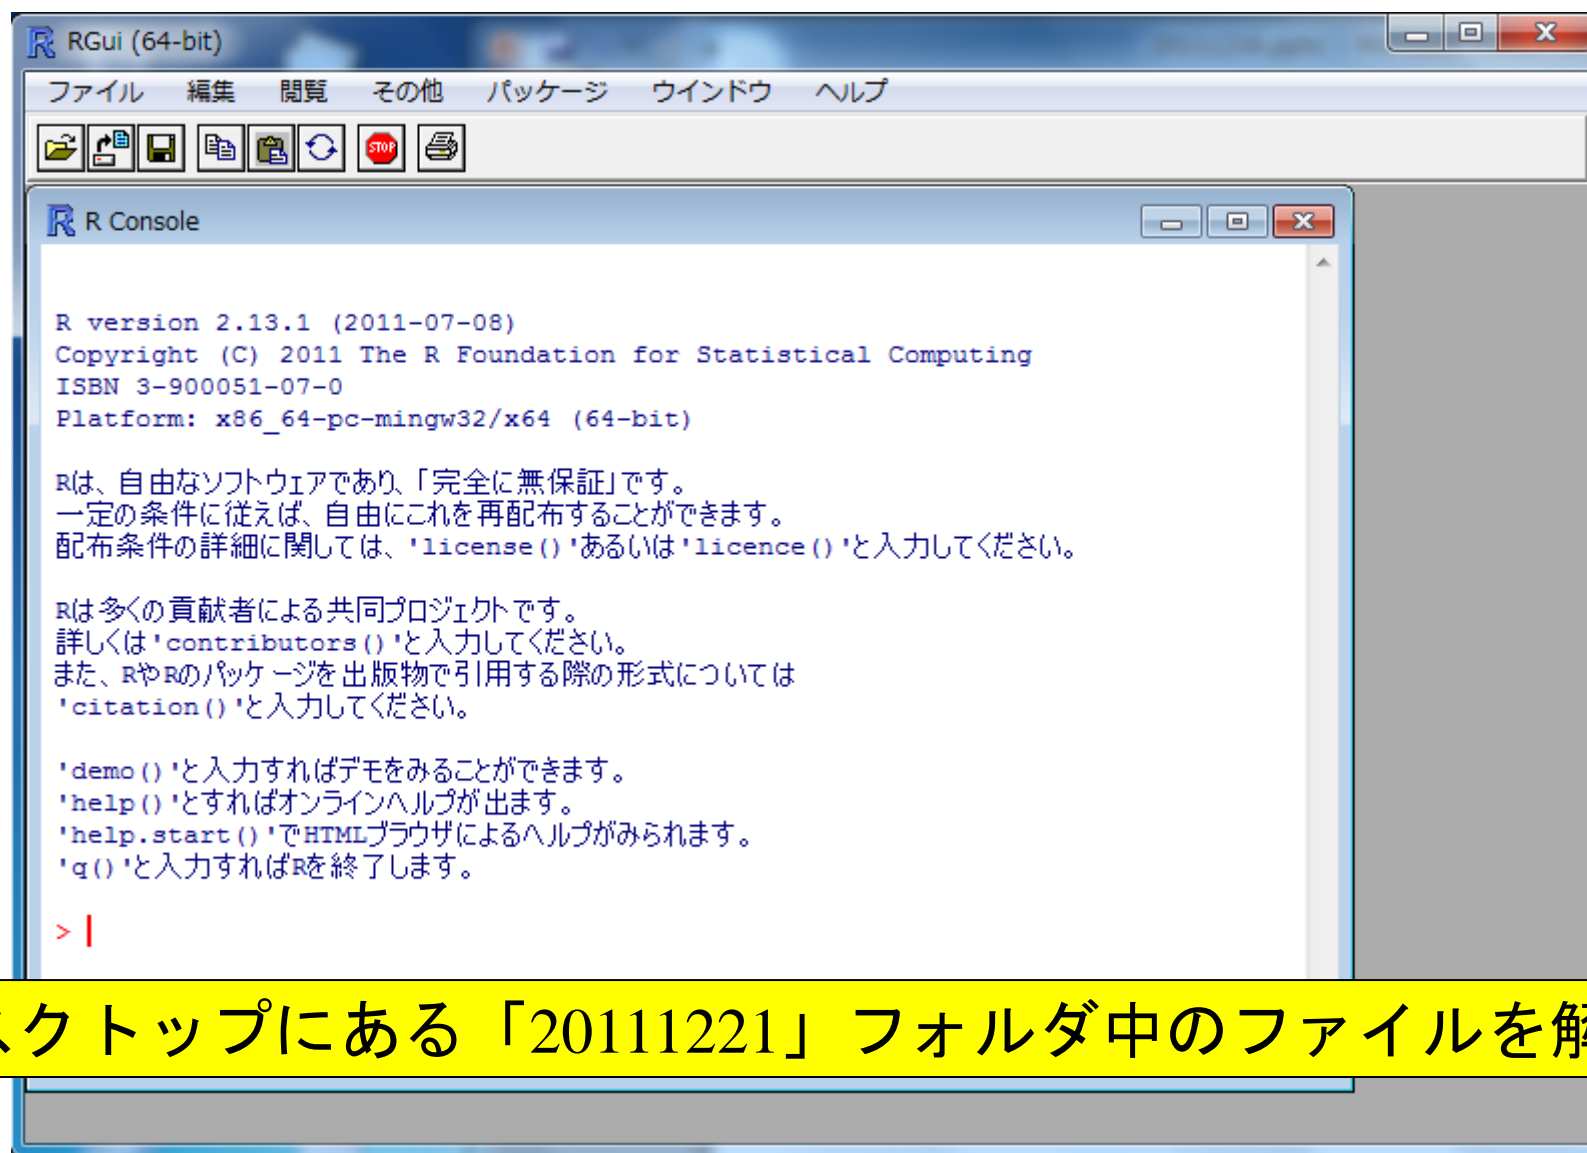 RGui (64-bit)
ファイル 編集 閲覧 その他 パッケージ ウインドウ ヘルプ
STOP
R Console
R version 2.13.1 (2011-07-08)
Copyright (C) 2011 The R Foundation for Statistical Computing
ISBN 3-900051-07-0
Platform: x86_64-pc-mingw32/x64 (64-bit)
Rは、自由なソフトウェアであり、「完全に無保証」です。
一定の条件に従えば、自由にこれを再配布することができます。
配布条件の詳細に関しては、'license()'あるいは'licence()'と入力してください。
Rは多くの貢献者による共同プロジェクトです。
詳しくは'contributors()'と入力してください。
また、RやRのパッケージを出版物で引用する際の形式については
'citation()'と入力してください。
'demo()'と入力すればデモをみることができます。
'help()'とすればオンラインヘルプが出ます。
'help.start()'でHTMLブラウザによるヘルプがみられます。
'q()'と入力すればRを終了します。
>
スクトップにある「20111221」フォルダ中のファイルを解